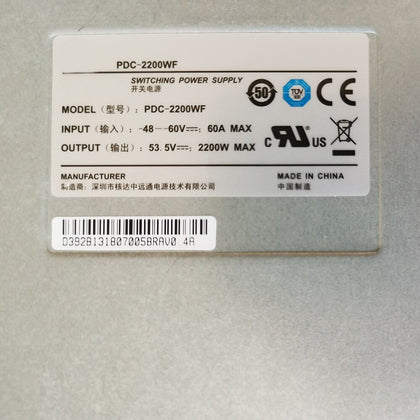 PDC-2200WF
SWITCHING POWER SUPPLY
开关电源
50
TÜV
MODEL（型号）: PDC-2200WF
INPUT（输入）: -48--60V⎓; 60A MAX
OUTPUT（输出）: 53.5V⎓; 2200W MAX
C UR US
MANUFACTURER
制造商: 深圳市核达中远通电源技术有限公司
MADE IN CHINA
中国制造
D392B1318070058RAV0.4A